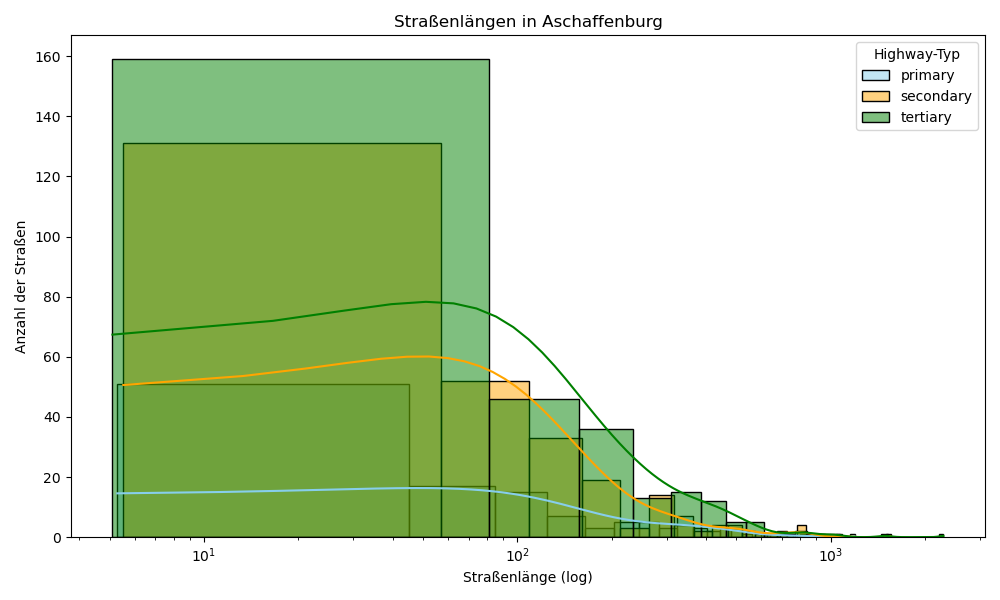 Straßenlängen in Aschaffenburg
Highway-Typ
primary
secondary
tertiary
Anzahl der Straßen
160
140
120
100
80
60
40
20
0
10¹
10²
10³
Straßenlänge (log)